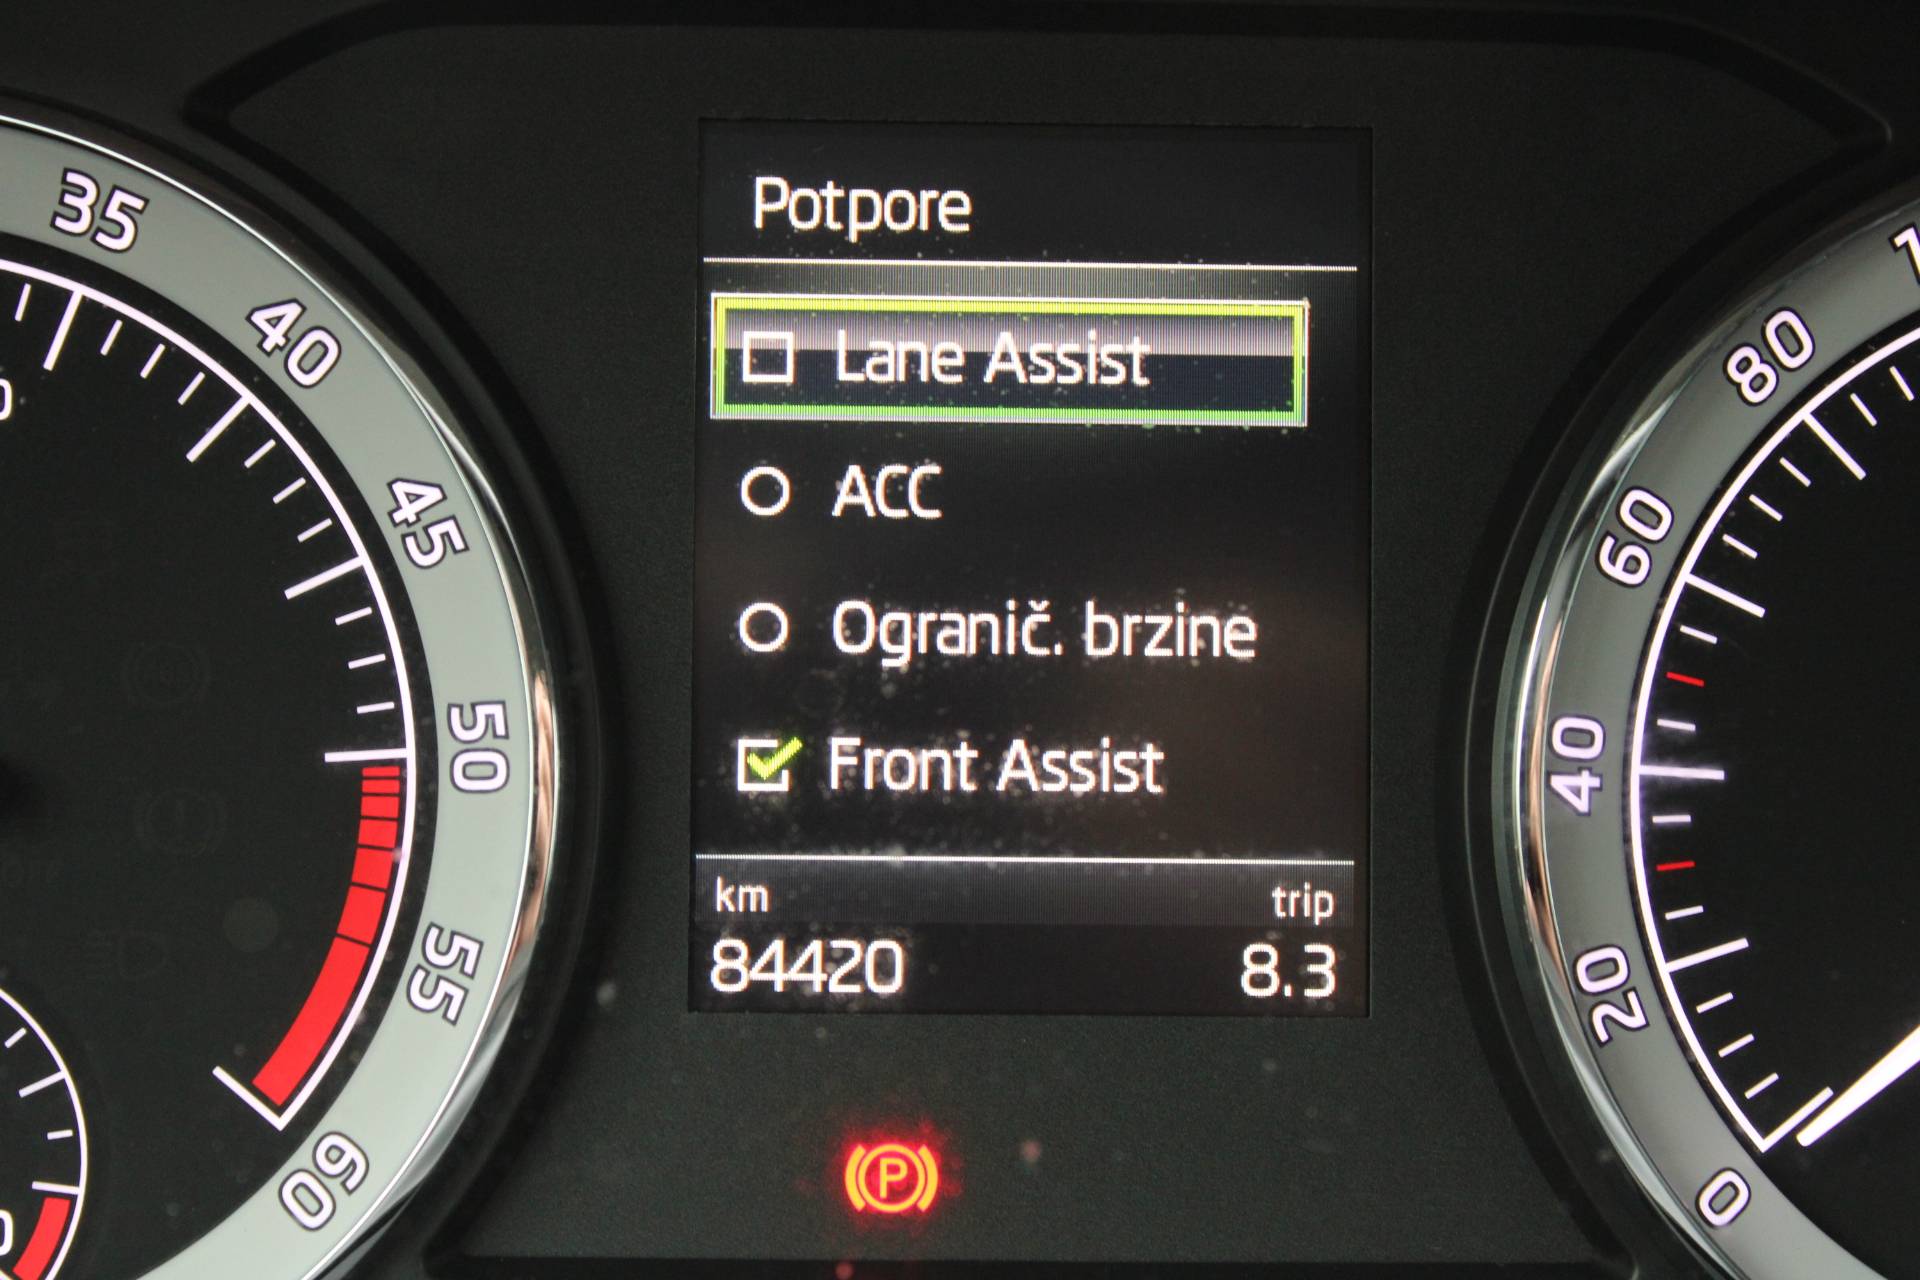 Potpore
Lane Assist
ACC
Ogranič. brzine
Front Assist
km trip
84420 8.3
P
35
40
45
50
55
60
80
60
40
20
0